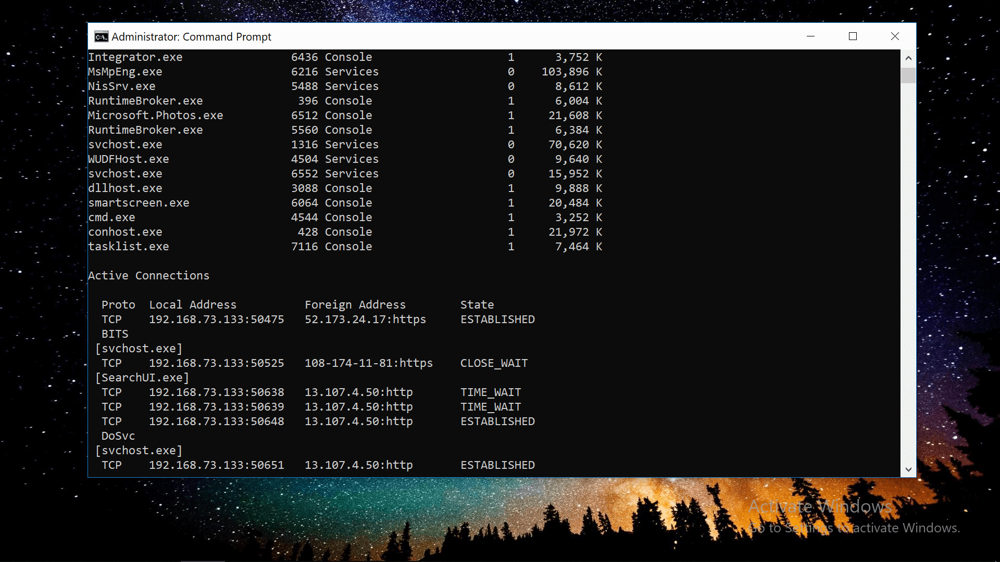 Administrator: Command Prompt
Integrator.exe                6436 Console                    1      3,752 K
MsMpEng.exe                   6216 Services                   0    103,896 K
NisSrv.exe                    5488 Services                   0      8,612 K
RuntimeBroker.exe              396 Console                    1      6,004 K
Microsoft.Photos.exe          6512 Console                    1     21,608 K
RuntimeBroker.exe             5560 Console                    1      6,384 K
svchost.exe                   1316 Services                   0     70,620 K
WUDFHost.exe                  4504 Services                   0      9,640 K
svchost.exe                   6552 Services                   0     15,952 K
dllhost.exe                   3088 Console                    1      9,888 K
smartscreen.exe               6064 Console                    1     20,484 K
cmd.exe                       4544 Console                    1      3,252 K
conhost.exe                    428 Console                    1     21,972 K
tasklist.exe                  7116 Console                    1      7,464 K
Active Connections
  Proto  Local Address          Foreign Address        State
  TCP    192.168.73.133:50475   52.173.24.17:https     ESTABLISHED
  BITS
 [svchost.exe]
  TCP    192.168.73.133:50525   108-174-11-81:https    CLOSE_WAIT
 [SearchUI.exe]
  TCP    192.168.73.133:50638   13.107.4.50:http       TIME_WAIT
  TCP    192.168.73.133:50639   13.107.4.50:http       TIME_WAIT
  TCP    192.168.73.133:50648   13.107.4.50:http       ESTABLISHED
  DoSvc
 [svchost.exe]
  TCP    192.168.73.133:50651   13.107.4.50:http       ESTABLISHED
Activate Windows
Go to Settings to activate Windows.